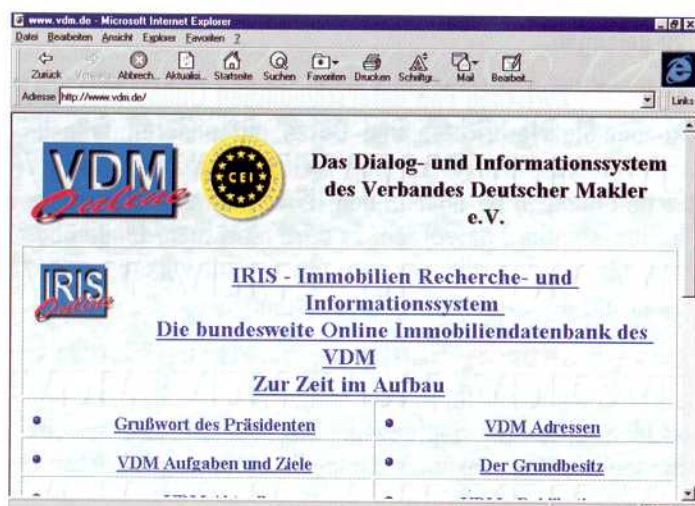 www.vdm.de - Microsoft Internet Explorer
Datei Bearbeiten Ansicht Explorer Favoriten ?
Zurück Abbrech... Aktualisi... Startseite Suchen Favoriten Drucken Schriftgr... Mail Bearbeit...
Adresse http://www.vdm.de/ Links
VDM
Online
CEI
Das Dialog- und Informationssystem
des Verbandes Deutscher Makler
e.V.
IRIS
Online
IRIS - Immobilien Recherche- und
Informationssystem
Die bundesweite Online Immobiliendatenbank des
VDM
Zur Zeit im Aufbau
Grußwort des Präsidenten
VDM Adressen
VDM Aufgaben und Ziele
Der Grundbesitz